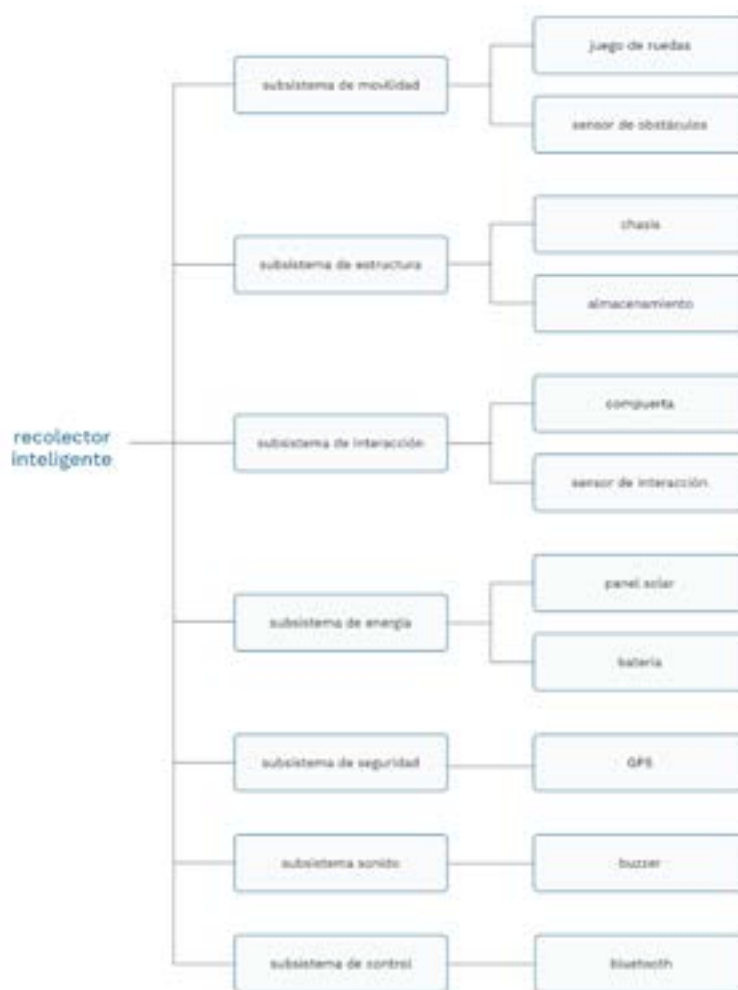 recolector
inteligente
subsistema de movilidad
juego de ruedas
sensor de obstáculos
subsistema de estructura
chasis
almacenamiento
subsistema de interacción
compuerta
sensor de interacción
subsistema de energía
panel solar
batería
subsistema de seguridad
GPS
subsistema sonido
buzzer
subsistema de control
bluetooth